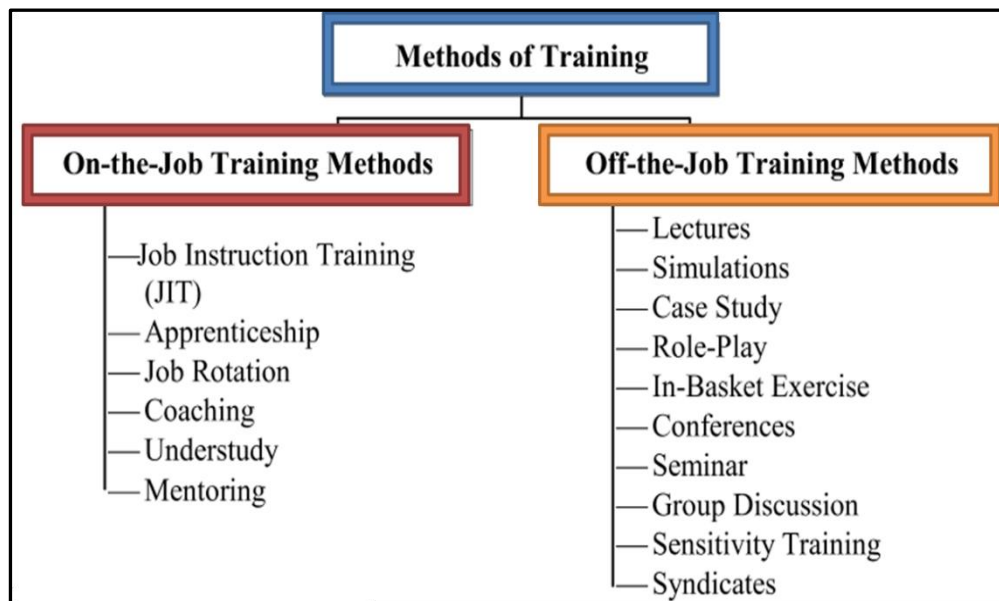 Methods of Training
On-the-Job Training Methods
Job Instruction Training
(JIT)
Apprenticeship
Job Rotation
Coaching
Understudy
Mentoring
Off-the-Job Training Methods
Lectures
Simulations
Case Study
Role-Play
In-Basket Exercise
Conferences
Seminar
Group Discussion
Sensitivity Training
Syndicates